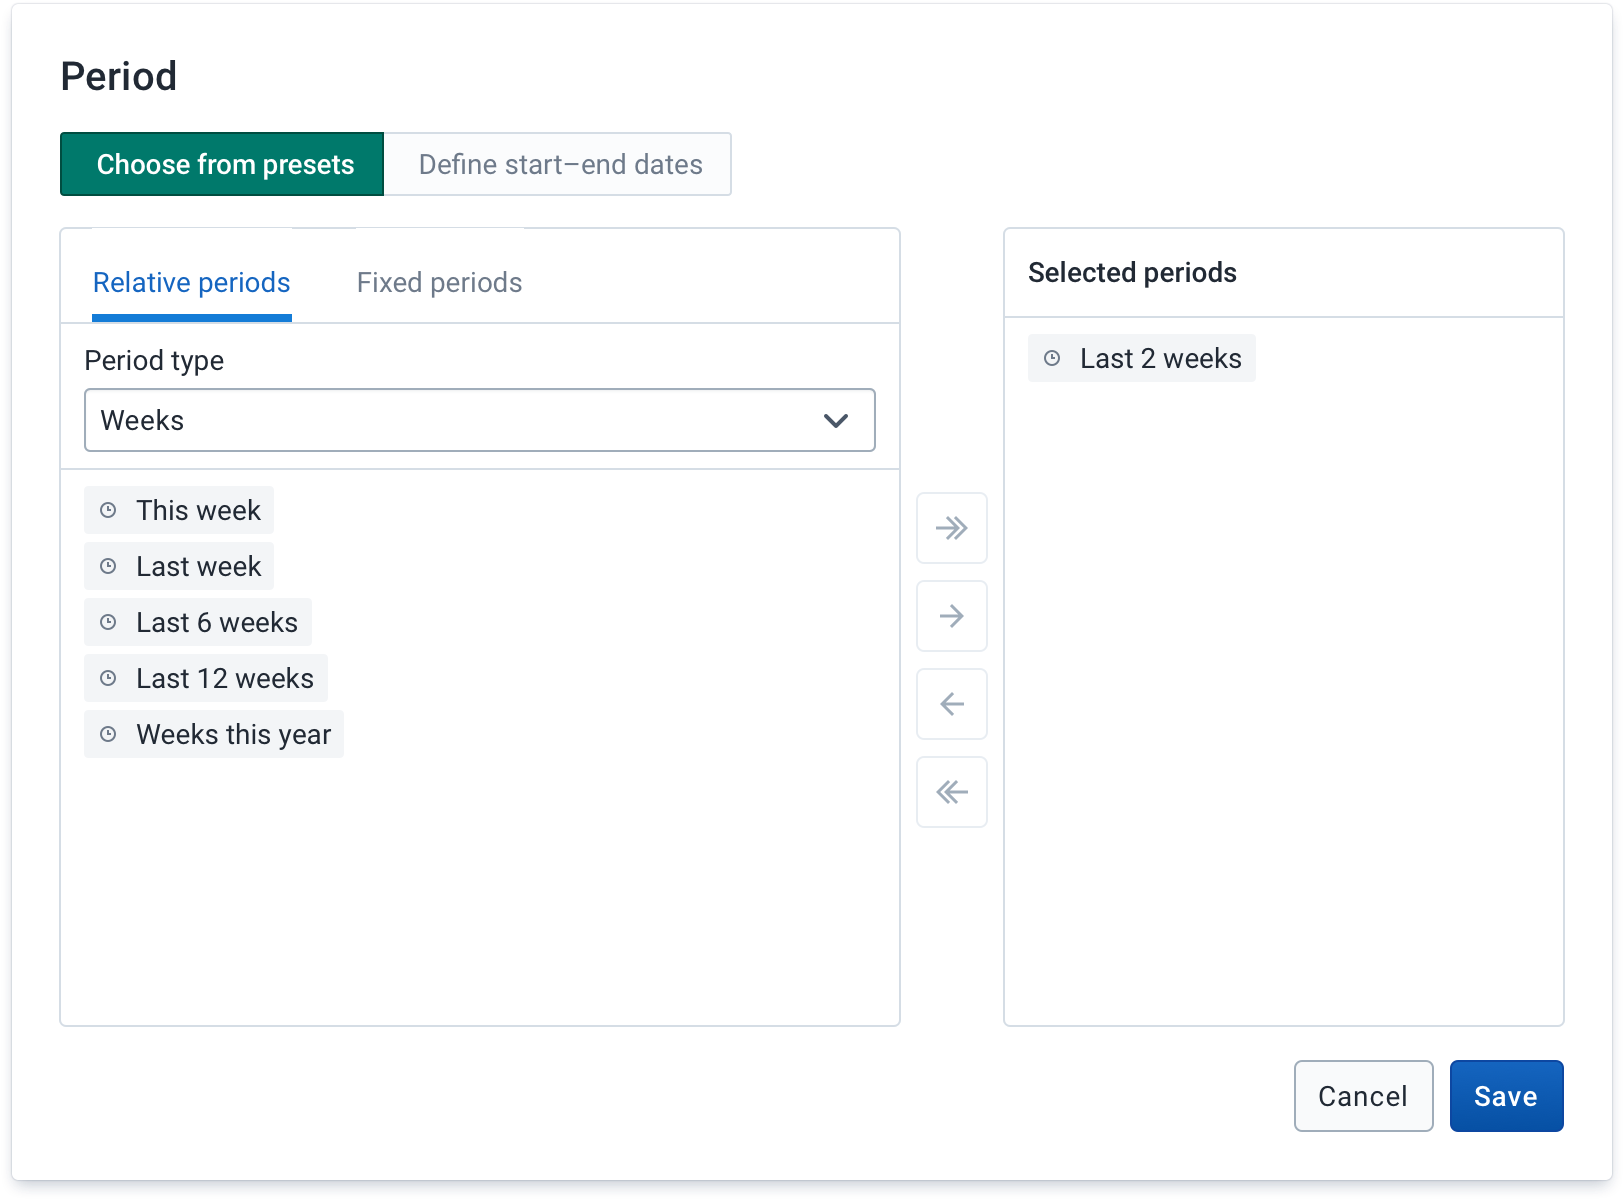 Period
Choose from presets
Define start–end dates
Relative periods
Fixed periods
Period type
Weeks
This week
Last week
Last 6 weeks
Last 12 weeks
Weeks this year
Selected periods
Last 2 weeks
Cancel
Save